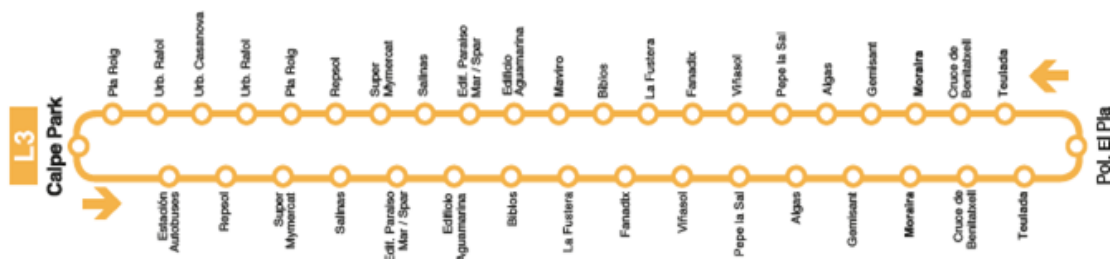 L3
Calpe Park
Pla Roig
Urb. Ralol
Urb. Casanova
Urb. Ralol
Pla Roig
Repsol
Super
Mymercat
Salinas
Edif. Paraiso
Mar / Spar
Edificio
Aguamarina
Maviro
Biblos
La Fustera
Fanadix
Viñasol
Pepe la Sal
Algas
Gemisant
Moraira
Cruce de
Benitatxell
Teulada
Pol. El Pla
Estación
Autobuses
Repsol
Super
Mymercat
Salinas
Edif. Paraiso
Mar / Spar
Edificio
Aguamarina
Biblos
La Fustera
Fanadix
Viñasol
Pepe la Sal
Algas
Gemisant
Moraira
Cruce de
Benitatxell
Teulada